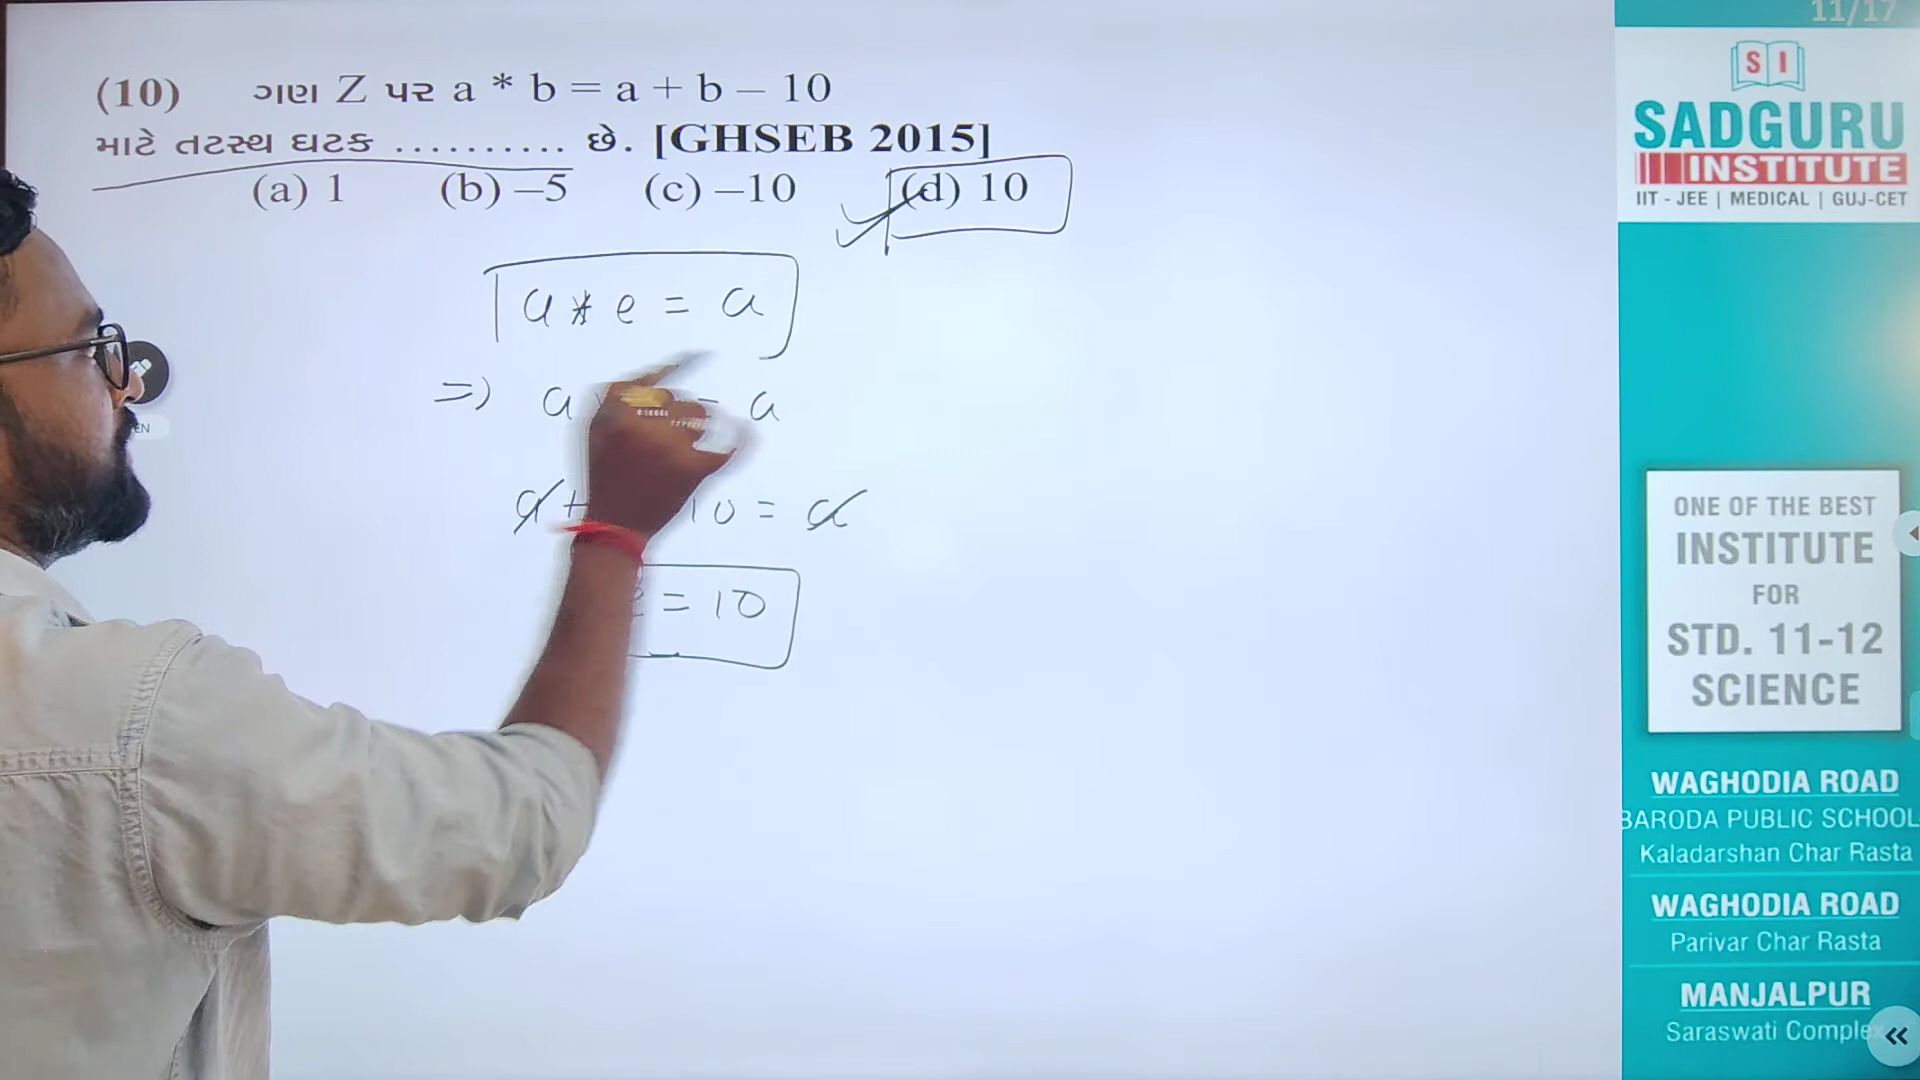 11/17
(10) ગણ Z પર a * b = a + b – 10
માટે તટસ્થ ઘટક .......... છે. [GHSEB 2015]
(a) 1 (b) –5 (c) –10 (d) 10
a * e = a
=) a = a
a + 10 = a
= 10
EN
S I
SADGURU
INSTITUTE
IIT - JEE | MEDICAL | GUJ-CET
ONE OF THE BEST
INSTITUTE
FOR
STD. 11-12
SCIENCE
WAGHODIA ROAD
BARODA PUBLIC SCHOOL
Kaladarshan Char Rasta
WAGHODIA ROAD
Parivar Char Rasta
MANJALPUR
Saraswati Comple